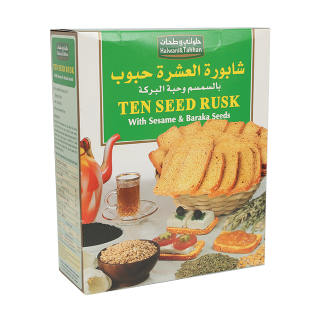 حلواني وطحان
Halwani & Tahhan
شابورة العشرة حبوب
بالسمسم وحبة البركة
TEN SEED RUSK
With Sesame & Baraka Seeds